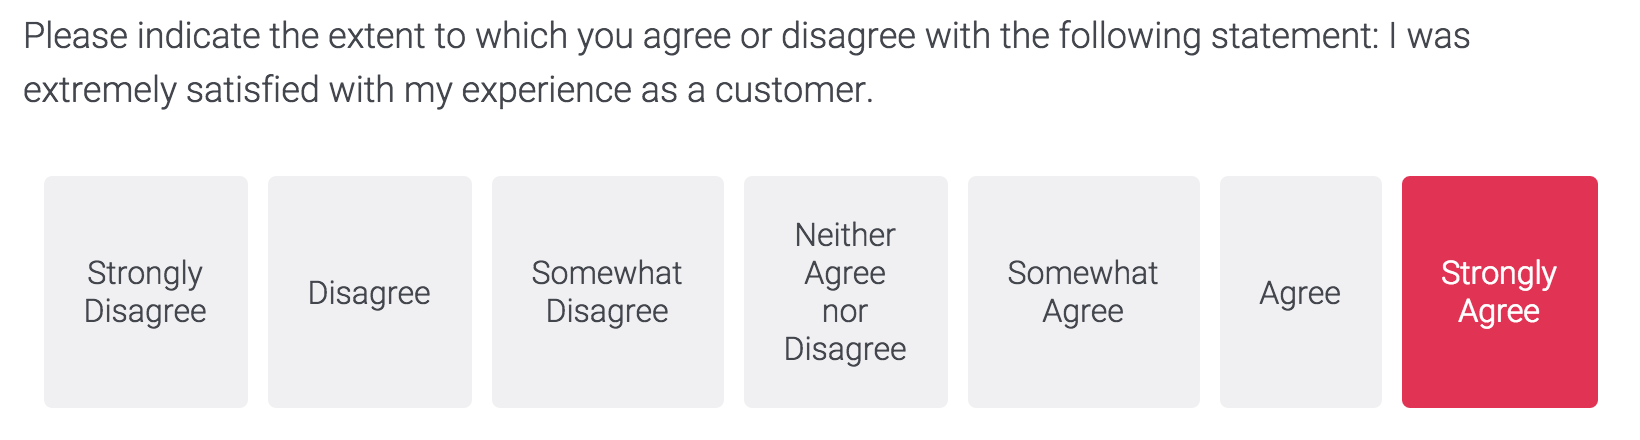 Please indicate the extent to which you agree or disagree with the following statement: I was
extremely satisfied with my experience as a customer.
Strongly
Disagree
Disagree
Somewhat
Disagree
Neither
Agree
nor
Disagree
Somewhat
Agree
Agree
Strongly
Agree